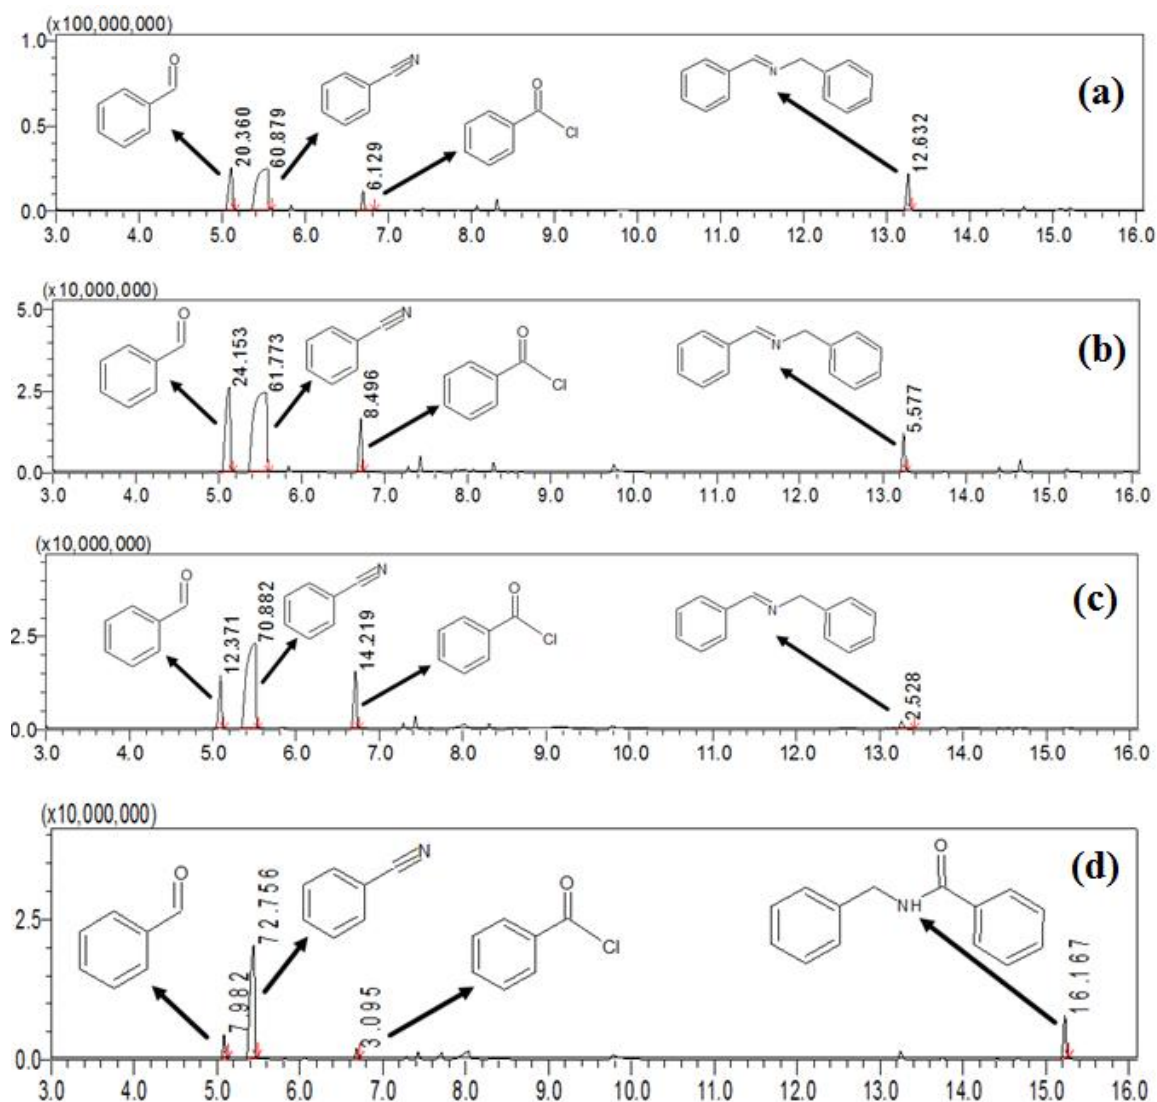 (x100,000,000)
1.0
0.5
0.0
O
N
O
Cl
N
20.360
60.879
6.129
12.632
(a)
3.0 4.0 5.0 6.0 7.0 8.0 9.0 10.0 11.0 12.0 13.0 14.0 15.0 16.0
(x10,000,000)
5.0
2.5
0.0
O
N
O
Cl
N
24.153
61.773
8.496
5.577
(b)
3.0 4.0 5.0 6.0 7.0 8.0 9.0 10.0 11.0 12.0 13.0 14.0 15.0 16.0
(x10,000,000)
2.5
0.0
O
N
O
Cl
N
12.371
70.882
14.219
2.528
(c)
3.0 4.0 5.0 6.0 7.0 8.0 9.0 10.0 11.0 12.0 13.0 14.0 15.0 16.0
(x10,000,000)
2.5
0.0
O
N
O
Cl
NH
O
7.982
72.756
3.095
16.167
(d)
3.0 4.0 5.0 6.0 7.0 8.0 9.0 10.0 11.0 12.0 13.0 14.0 15.0 16.0